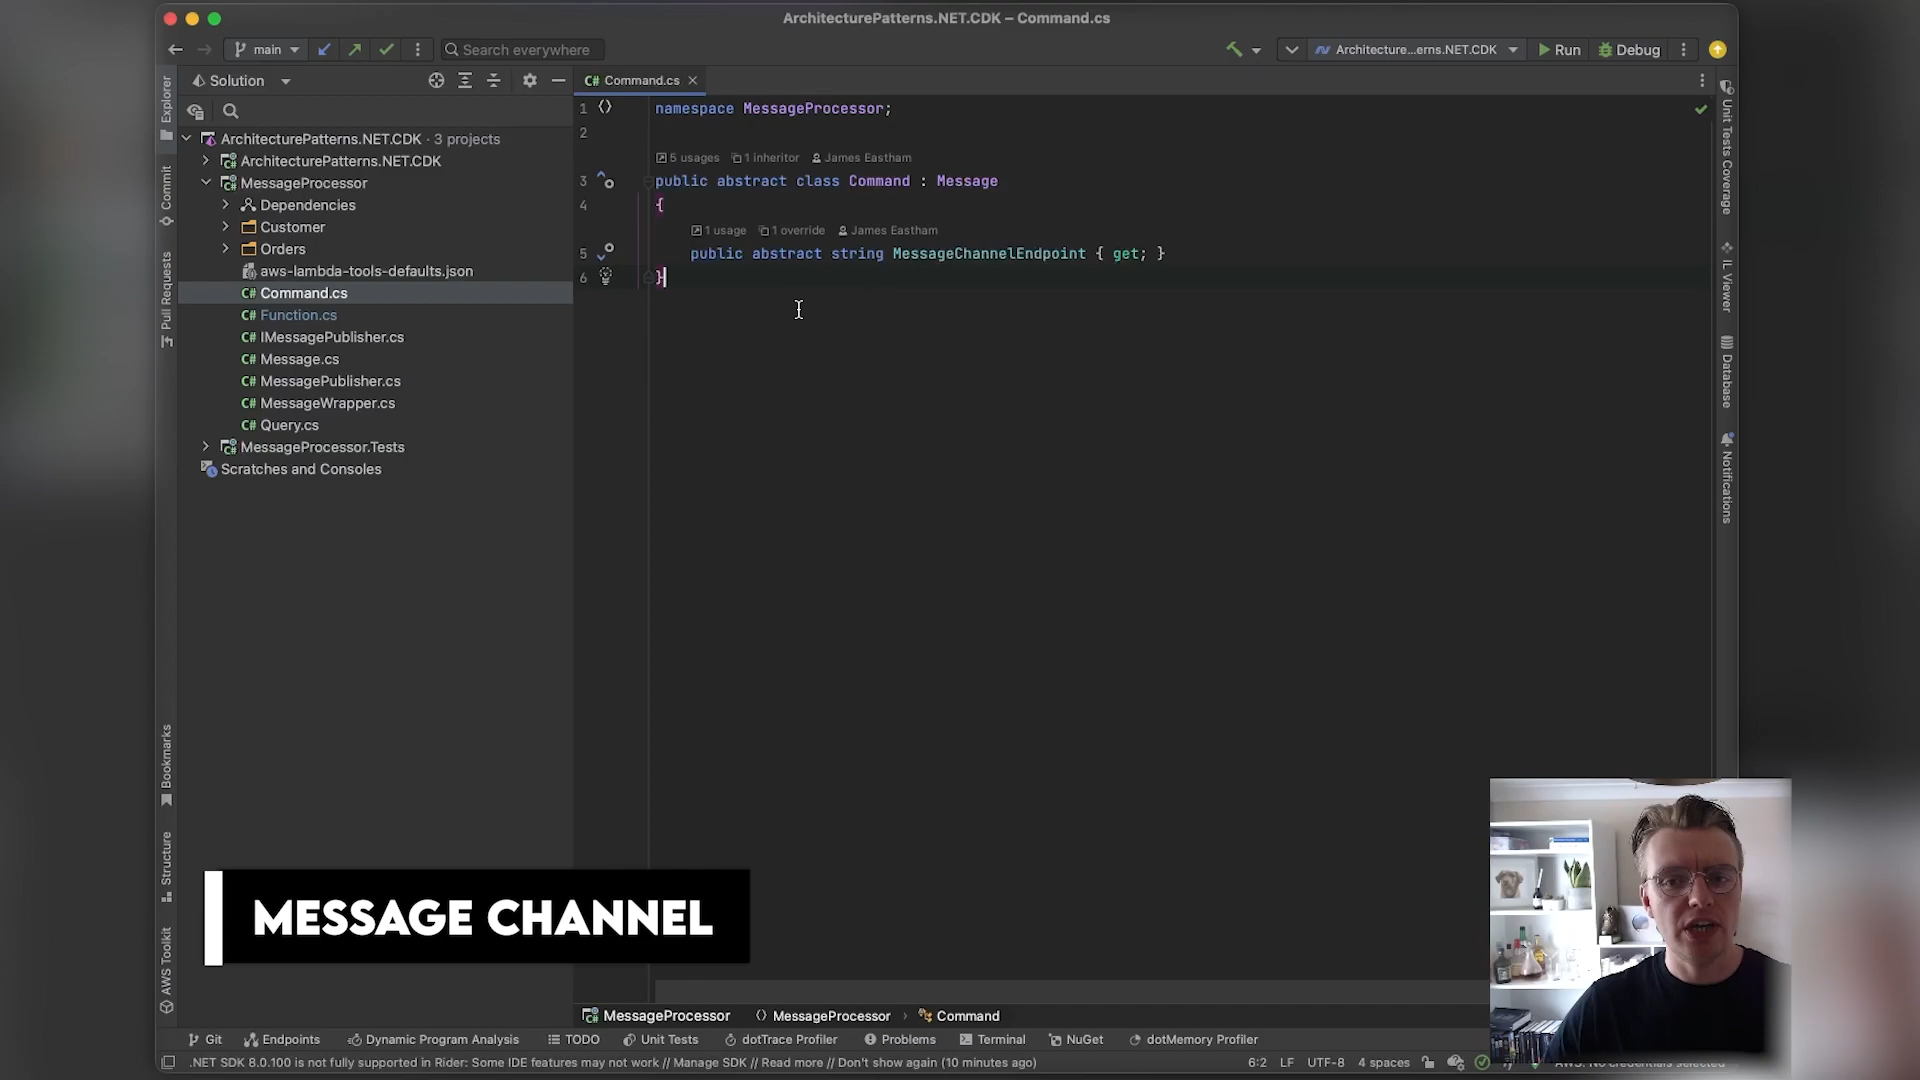 ArchitecturePatterns.NET.CDK – Command.cs
main
Search everywhere
Architecture...erns.NET.CDK
Run
Debug
Solution
C# Command.cs
ArchitecturePatterns.NET.CDK · 3 projects
ArchitecturePatterns.NET.CDK
MessageProcessor
Dependencies
Customer
Orders
aws-lambda-tools-defaults.json
C# Command.cs
C# Function.cs
C# IMessagePublisher.cs
C# Message.cs
C# MessagePublisher.cs
C# MessageWrapper.cs
C# Query.cs
MessageProcessor.Tests
Scratches and Consoles
1 namespace MessageProcessor;
2
5 usages 1 inheritor James Eastham
3 public abstract class Command : Message
4 {
1 usage 1 override James Eastham
5 public abstract string MessageChannelEndpoint { get; }
6 }
Explorer
Commit
Pull Requests
Bookmarks
Structure
AWS Toolkit
Unit Tests Coverage
IL Viewer
Database
Notifications
MESSAGE CHANNEL
MessageProcessor
MessageProcessor › Command
Git
Endpoints
Dynamic Program Analysis
TODO
Unit Tests
dotTrace Profiler
Problems
Terminal
NuGet
dotMemory Profiler
.NET SDK 8.0.100 is not fully supported in Rider: Some IDE features may not work // Manage SDK // Read more // Don't show again (10 minutes ago)
6:2
LF
UTF-8
4 spaces
AWS: No credentials selected